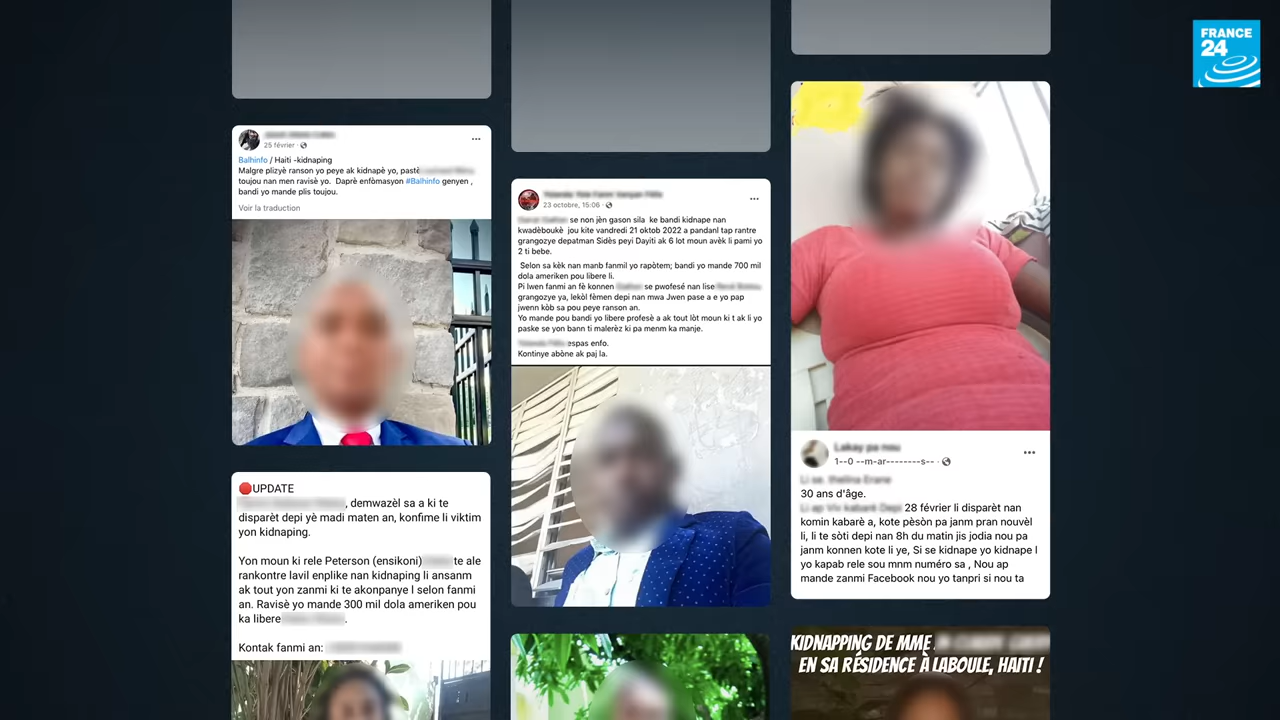 FRANCE
24
25 février
Balhinfo / Haiti -kidnaping
Malgre plizyè ranson yo peye ak kidnapè yo, pastè
toujou nan men ravisè yo. Daprè enfòmasyon #Balhinfo genyen ,
bandi yo mande plis toujou.
Voir la traduction
🔴UPDATE
, demwazèl sa a ki te
disparèt depi yè madi maten an, konfime li viktim
yon kidnaping.
Yon moun ki rele Peterson (ensikoni) te ale
rankontre lavil enplike nan kidnaping li ansanm
ak tout yon zanmi ki te akonpanye l selon fanmi
an. Ravisè yo mande 300 mil dola ameriken pou
ka libere .
Kontak fanmi an:
23 octobre, 15:06
se non jèn gason sila ke bandi kidnape nan
kwadèboukè jou kite vandredi 21 oktob 2022 a pandanl tap rantre
grangozye depatman Sidès peyi Dayiti ak 6 lot moun avèk li pami yo
2 ti bebe.
Selon sa kèk nan manb fanmil yo rapòtem; bandi yo mande 700 mil
dola ameriken pou libere li.
Pi lwen fanmi an fè konnen se pwofesé nan lise
grangozye ya, lekòl fèmen depi nan mwa Jwen pase a e yo pap
jwenn kòb sa pou peye ranson an.
Yo mande pou bandi yo libere profesè a ak tout lòt moun ki t ak li yo
paske se yon bann ti malerèz ki pa menm ka manje.
espas enfo.
Kontinye abòne ak paj la.
Lakay pa nou
1--0 --m-ar--------s--
30 ans d'âge.
28 février li disparèt nan
komin kabarè a, kote pèsòn pa janm pran nouvèl
li, li te sòti depi nan 8h du matin jis jodia nou pa
janm konnen kote li ye, Si se kidnape yo kidnape l
yo kapab rele sou mnm numéro sa , Nou ap
mande zanmi Facebook nou yo tanpri si nou ta
KIDNAPPING DE MME
EN SA RÉSIDENCE À LABOULE, HAITI !